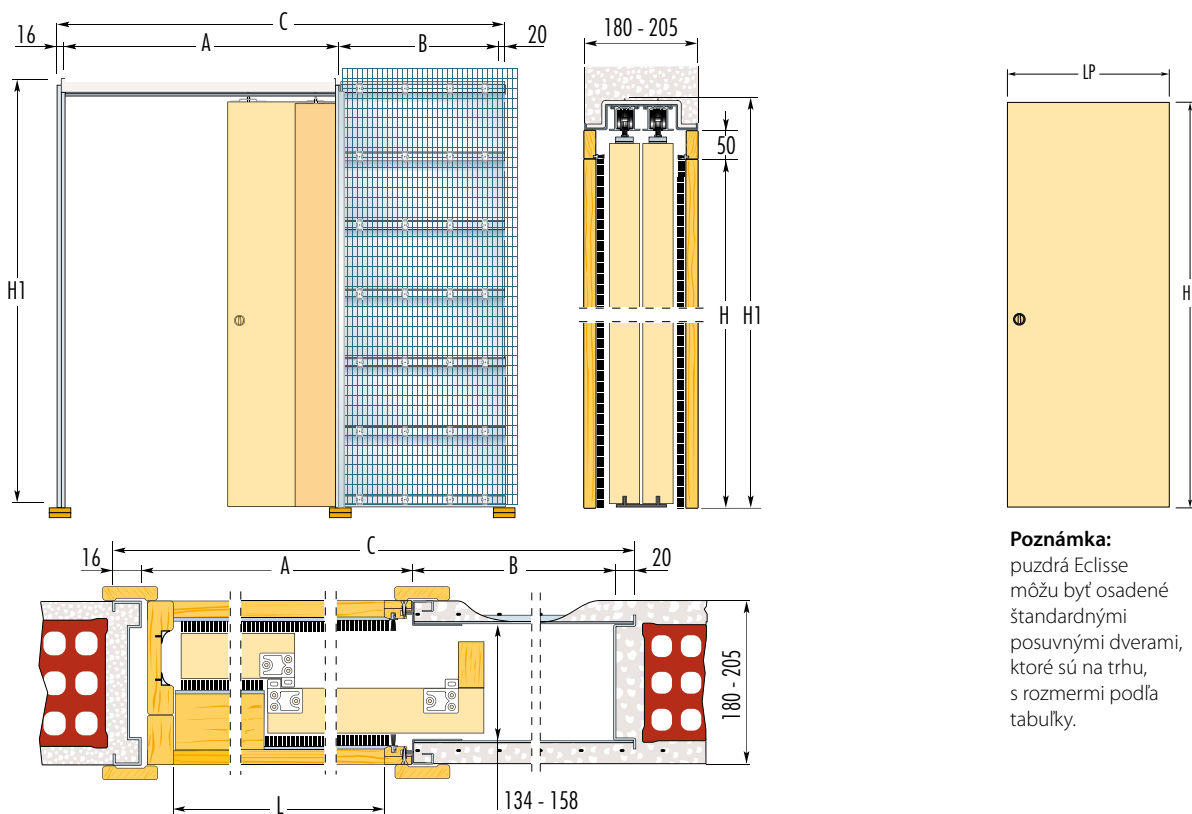 C
16
A
B
20
H1
180 - 205
50
H
H1
LP
H
Poznámka:
puzdrá Eclisse
môžu byť osadené
štandardnými
posuvnými dverami,
ktoré sú na trhu,
s rozmermi podľa
tabuľky.
C
16
A
B
20
180 - 205
L
134 - 158